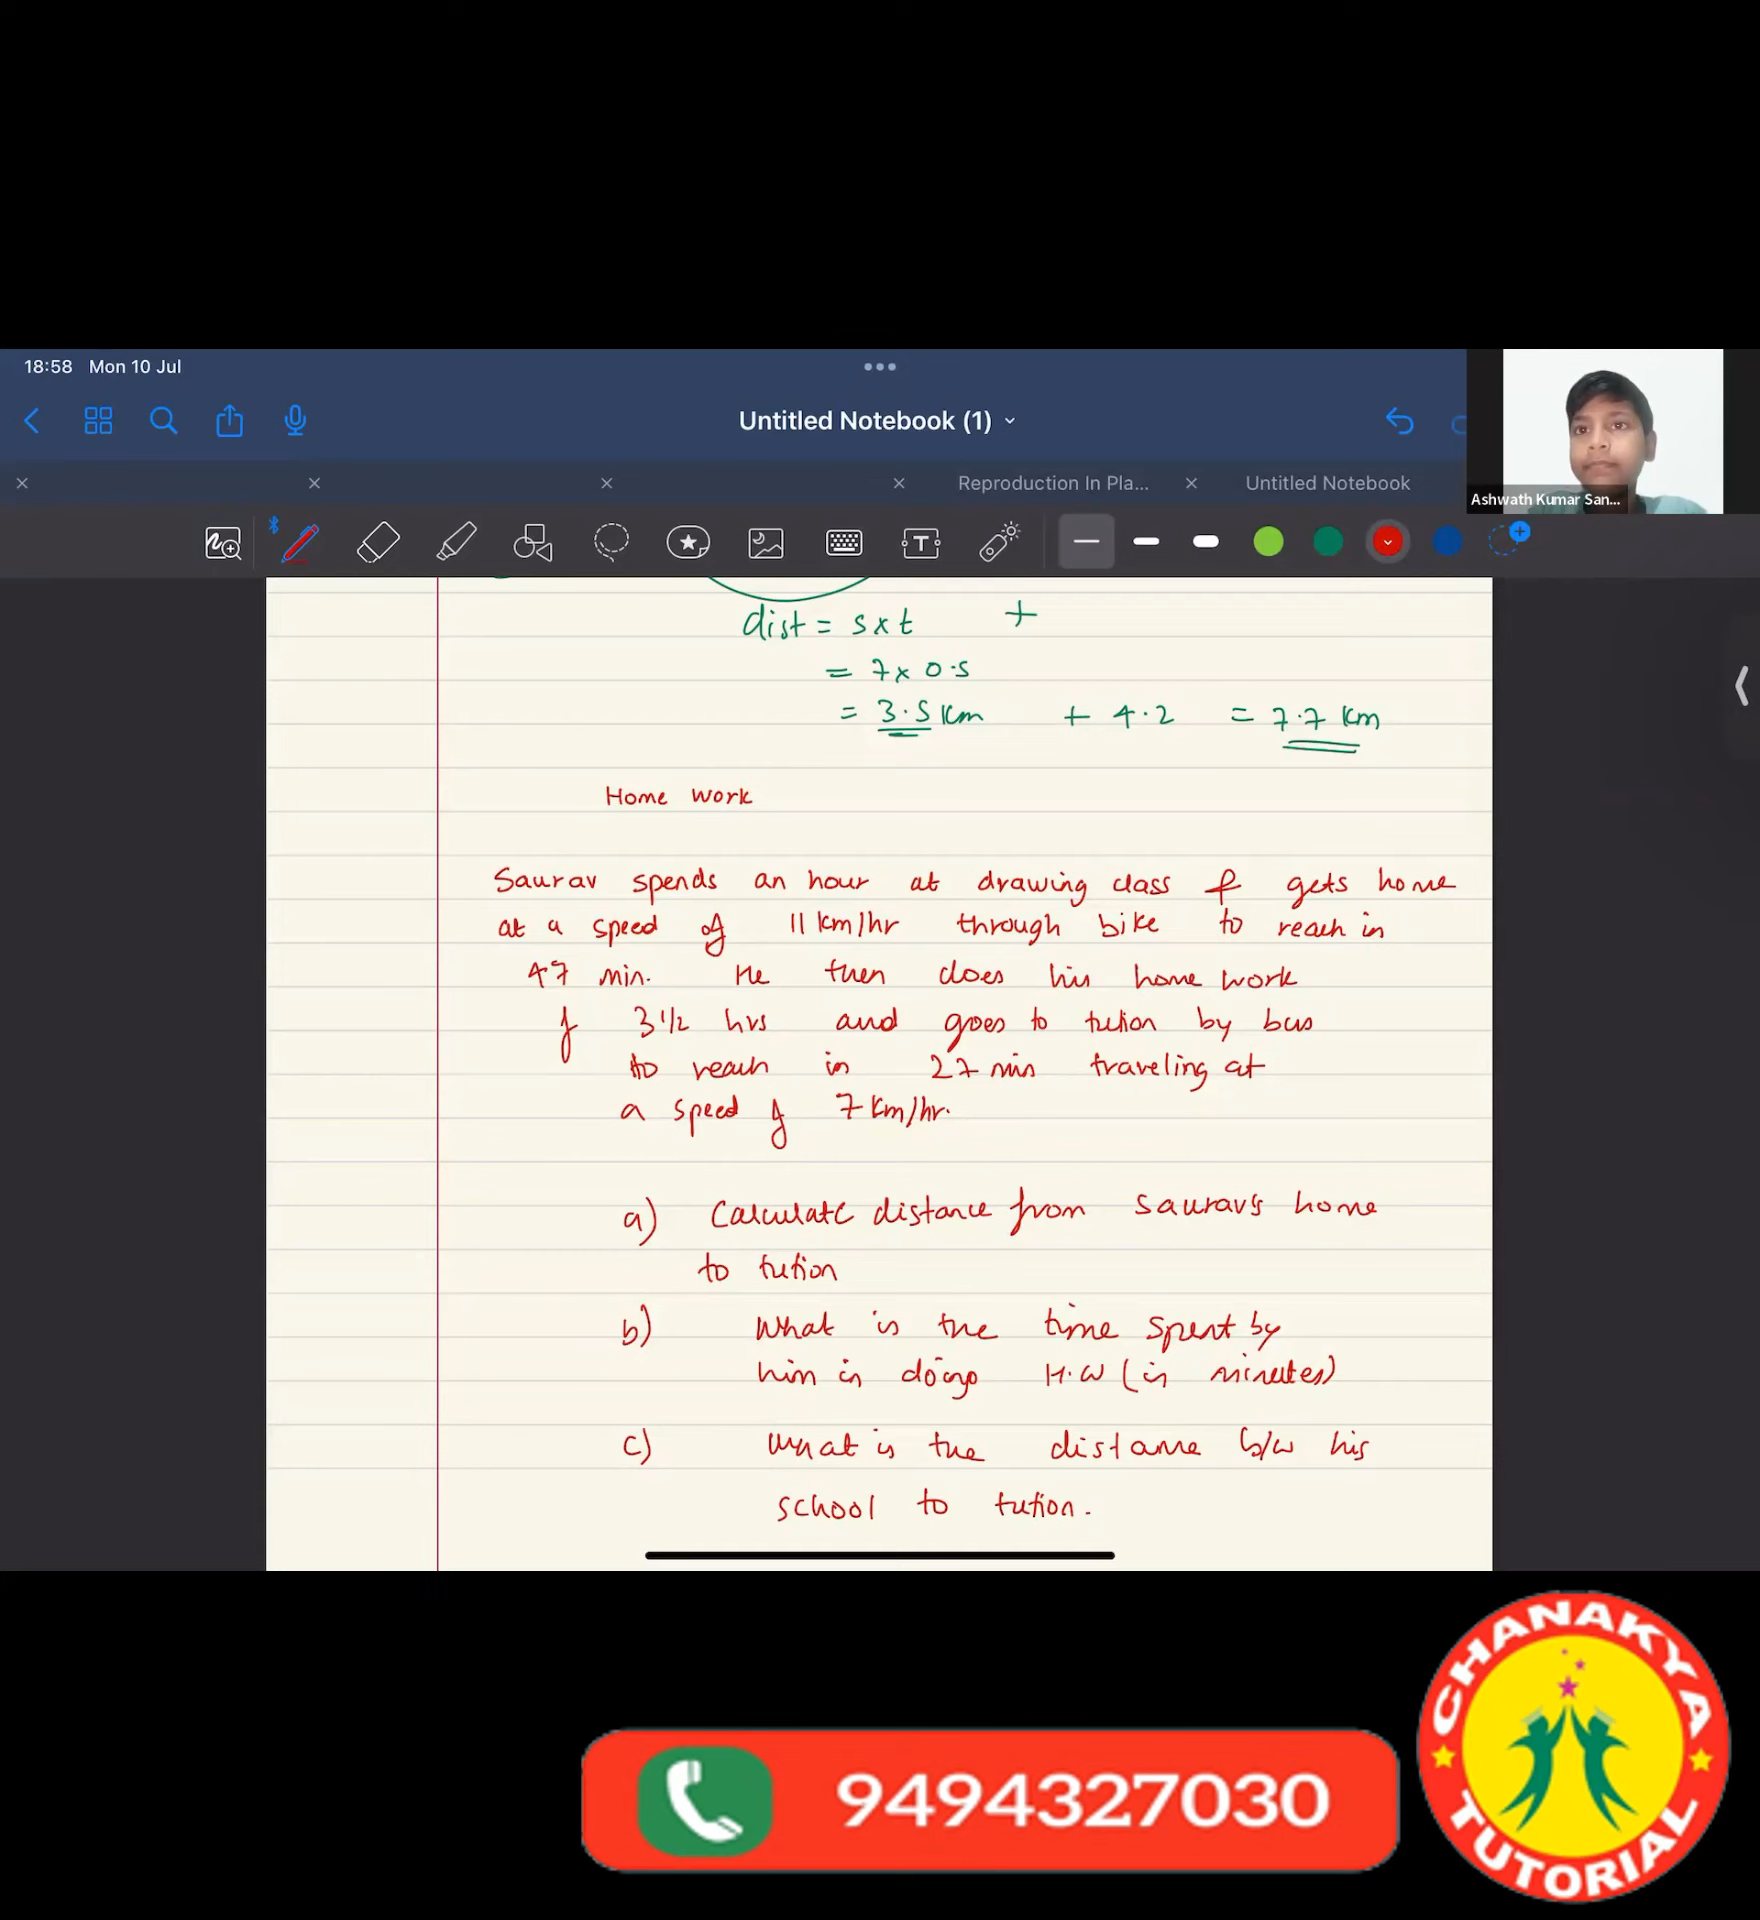 18:58 Mon 10 Jul
Untitled Notebook (1)
Reproduction In Pla...
Untitled Notebook
Ashwath Kumar San...
T
dist = s x t +
= 7 x 0.5
= 3.5 km + 4.2 = 7.7 km
Home work
Saurav spends an hour at drawing class & gets home
at a speed of 11 km/hr through bike to reach in
47 min. He then does his home work
f 3 1/2 hrs and goes to tution by bus
to reach in 27 min traveling at
a speed of 7 km/hr.
a) Calculate distance from Saurav's home
to tution
b) What is the time spent by
him in doing H.W (in minutes)
c) What is the distance b/w his
school to tution.
9494327030
CHANAKYA
TUTORIAL